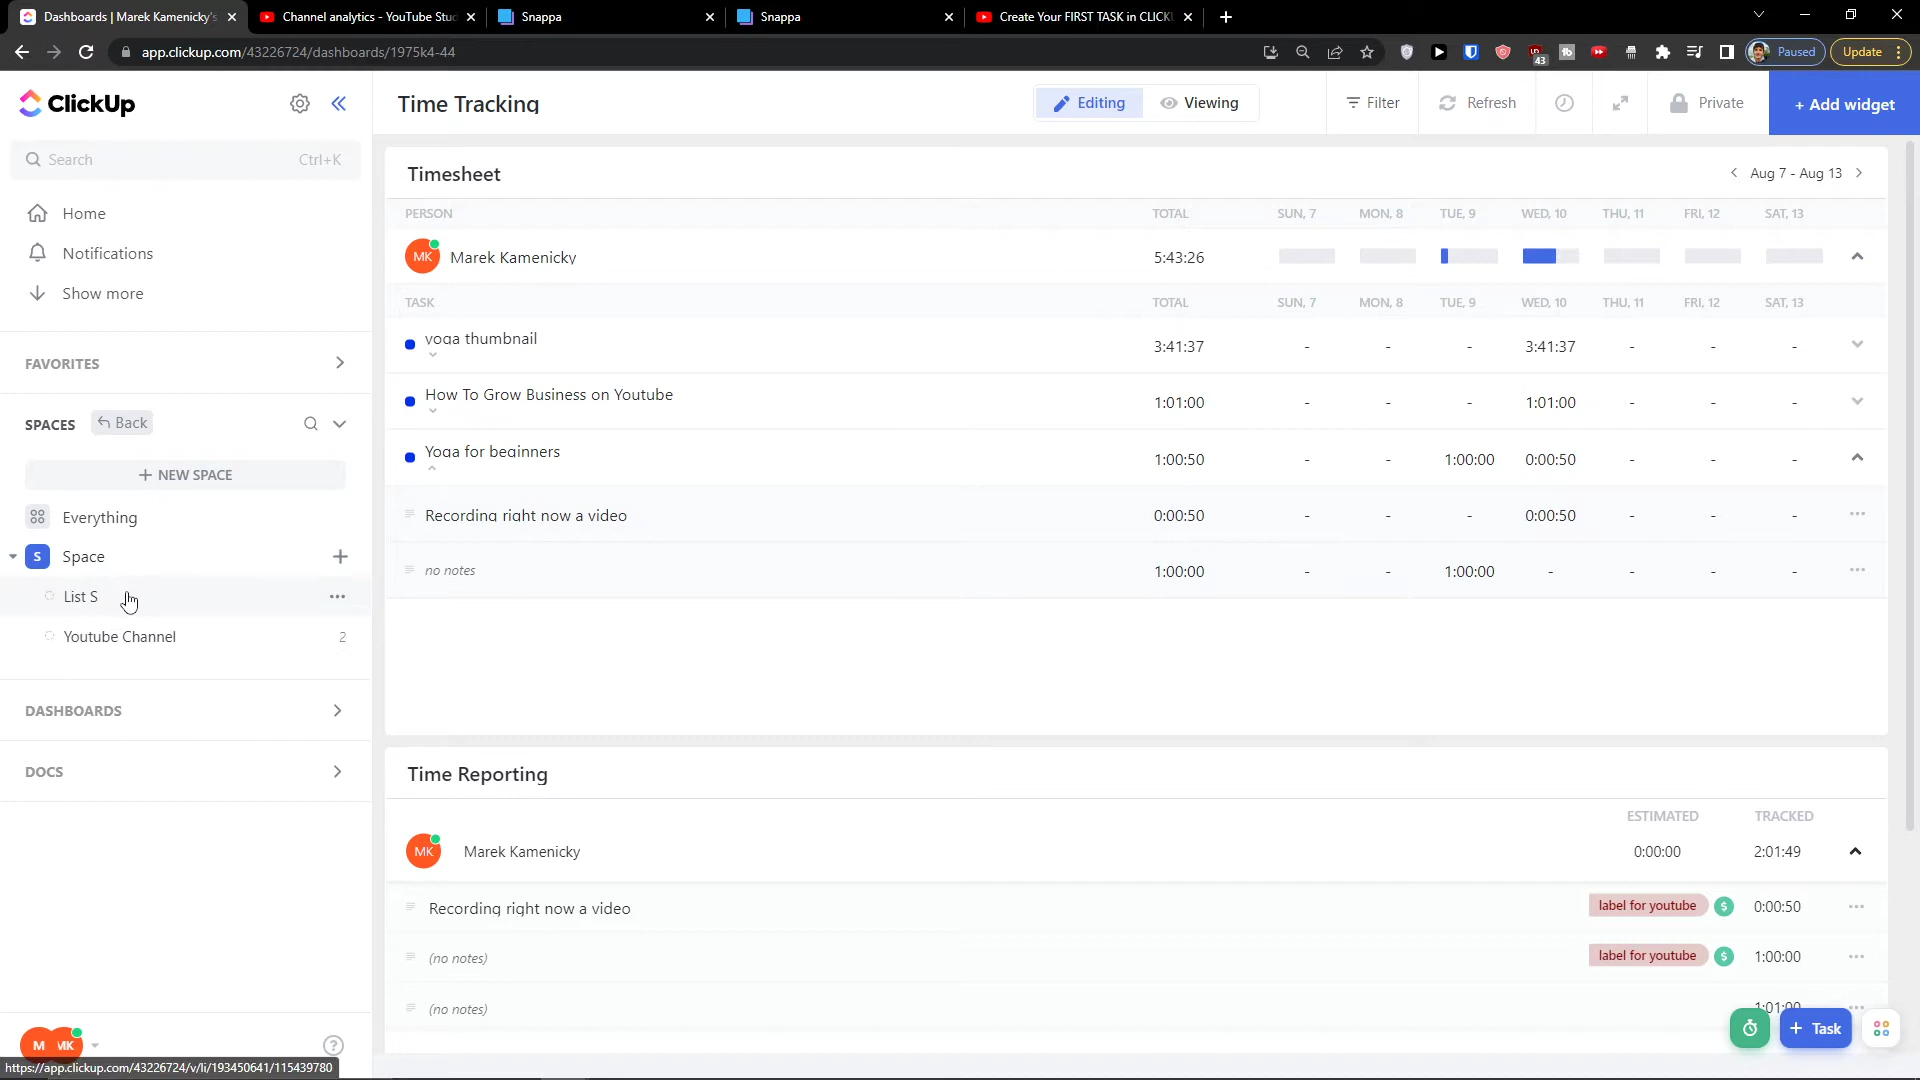 Dashboards | Marek Kamenicky's
Channel analytics - YouTube Stu
Snappa
Snappa
Create Your FIRST TASK in CLICKU
app.clickup.com/43226724/dashboards/1975k4-44
43
Paused
Update
ClickUp
Time Tracking
Editing
Viewing
Filter
Refresh
Private
+ Add widget
Search
Ctrl+K
Home
Notifications
Show more
FAVORITES
SPACES
Back
+ NEW SPACE
Everything
S
Space
List S
Youtube Channel
2
DASHBOARDS
DOCS
M
MK
https://app.clickup.com/43226724/v/li/193450641/115439780
Timesheet
Aug 7 - Aug 13
PERSON TOTAL SUN, 7 MON, 8 TUE, 9 WED, 10 THU, 11 FRI, 12 SAT, 13
MK Marek Kamenicky 5:43:26
TASK TOTAL SUN, 7 MON, 8 TUE, 9 WED, 10 THU, 11 FRI, 12 SAT, 13
yoga thumbnail 3:41:37 - - - 3:41:37 - - -
How To Grow Business on Youtube 1:01:00 - - - 1:01:00 - - -
Yoga for beginners 1:00:50 - - 1:00:00 0:00:50 - - -
Recording right now a video 0:00:50 - - - 0:00:50 - - -
no notes 1:00:00 - - 1:00:00 - - - -
Time Reporting
ESTIMATED TRACKED
MK Marek Kamenicky 0:00:00 2:01:49
Recording right now a video label for youtube $ 0:00:50
(no notes) label for youtube $ 1:00:00
(no notes) 1:01:00
+ Task